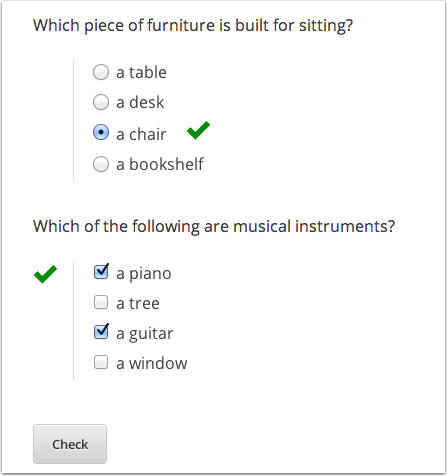 Which piece of furniture is built for sitting?
a table
a desk
a chair
a bookshelf
Which of the following are musical instruments?
a piano
a tree
a guitar
a window
Check